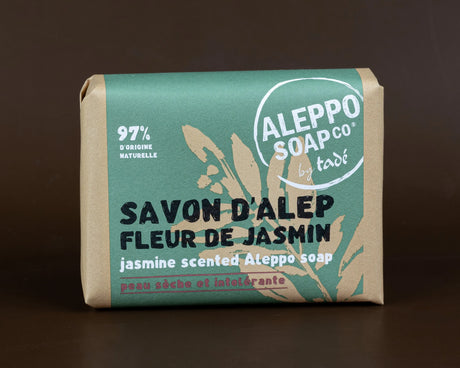 97%
D'ORIGINE
NATURELLE
ALEPPO
SOAP CO®
by tadé
SAVON D'ALEP
FLEUR DE JASMIN
jasmine scented Aleppo soap
peau sèche et intolérante